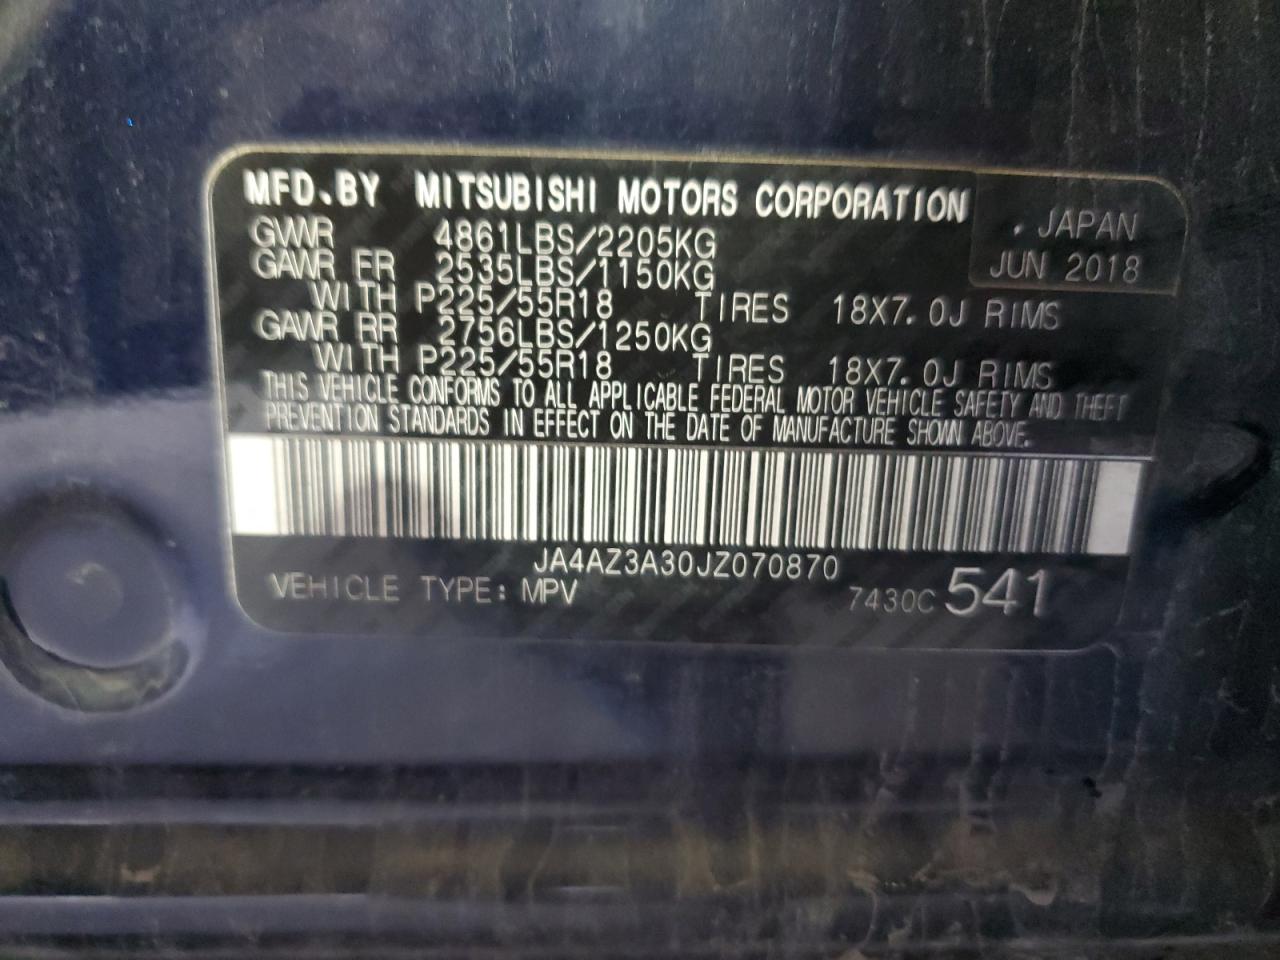 MFD.BY MITSUBISHI MOTORS CORPORATION
. JAPAN
JUN 2018
GVWR 4861LBS/2205KG
GAWR FR 2535LBS/1150KG
WITH P225/55R18 TIRES 18X7.0J RIMS
GAWR RR 2756LBS/1250KG
WITH P225/55R18 TIRES 18X7.0J RIMS
THIS VEHICLE CONFORMS TO ALL APPLICABLE FEDERAL MOTOR VEHICLE SAFETY AND THEFT
PREVENTION STANDARDS IN EFFECT ON THE DATE OF MANUFACTURE SHOWN ABOVE.
JA4AZ3A30JZ070870
VEHICLE TYPE: MPV 7430C 541